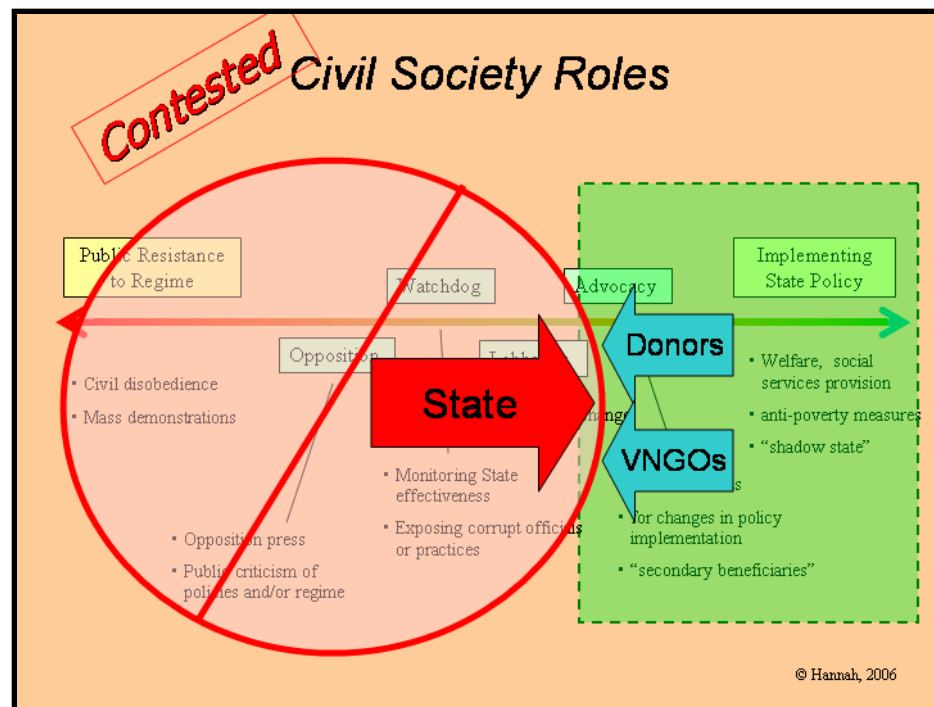 Contested
Civil Society Roles
Public Resistance
to Regime
Watchdog
Advocacy
Implementing
State Policy
Opposition
State
Donors
VNGOs
• Civil disobedience
• Mass demonstrations
• Opposition press
• Public criticism of
policies and/or regime
• Monitoring State
effectiveness
• Exposing corrupt officials
or practices
• for changes in policy
implementation
• “secondary beneficiaries”
• Welfare, social
services provision
• anti-poverty measures
• “shadow state”
© Hannah, 2006